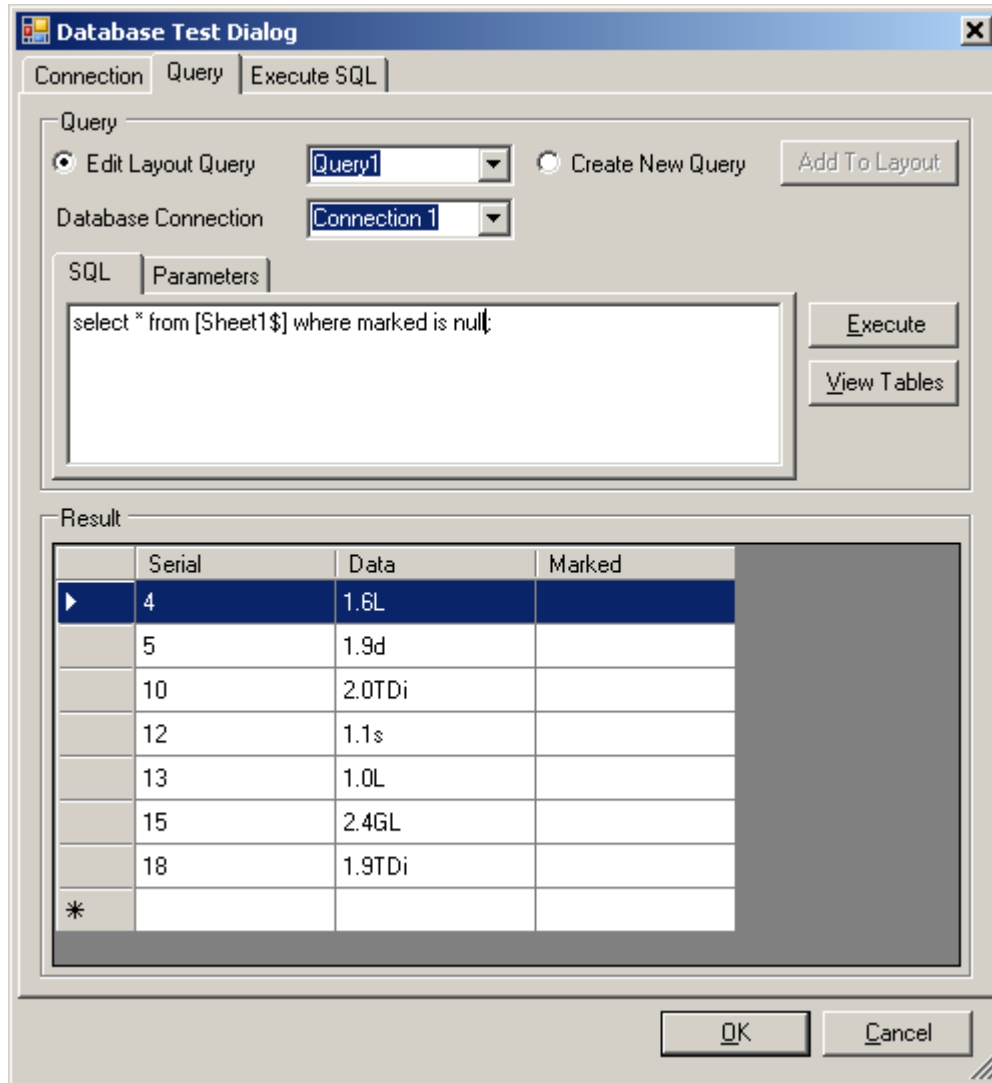 Database Test Dialog
Connection Query Execute SQL
Query
Edit Layout Query Query1 Create New Query Add To Layout
Database Connection Connection 1
SQL Parameters
select * from [Sheet1$] where marked is null;
Execute
View Tables
Result
Serial Data Marked
4 1.6L
5 1.9d
10 2.0TDi
12 1.1s
13 1.0L
15 2.4GL
18 1.9TDi
*
OK Cancel